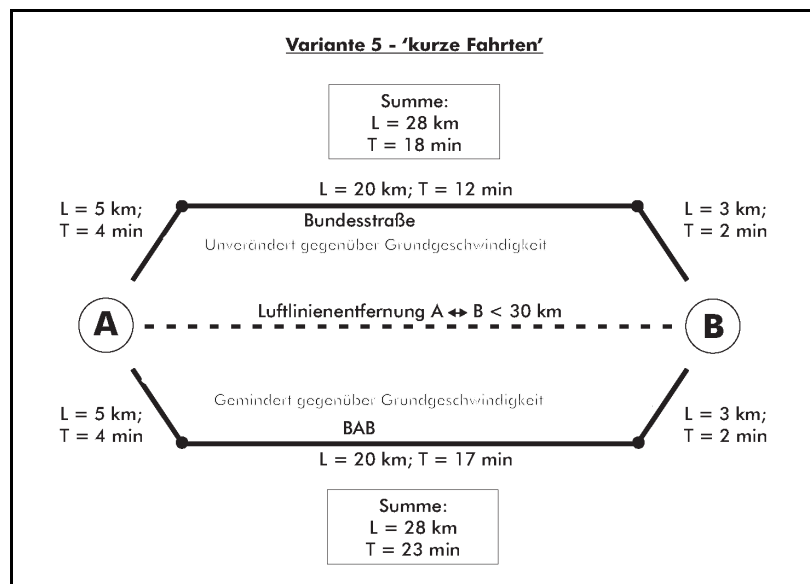 Variante 5 - 'kurze Fahrten'
Summe:
L = 28 km
T = 18 min
L = 20 km; T = 12 min
L = 5 km;
T = 4 min
L = 3 km;
T = 2 min
Bundesstraße
Unverändert gegenüber Grundgeschwindigkeit
A
Luftlinienentfernung A ↔ B < 30 km
B
Gemindert gegenüber Grundgeschwindigkeit
L = 5 km;
T = 4 min
L = 3 km;
T = 2 min
BAB
L = 20 km; T = 17 min
Summe:
L = 28 km
T = 23 min